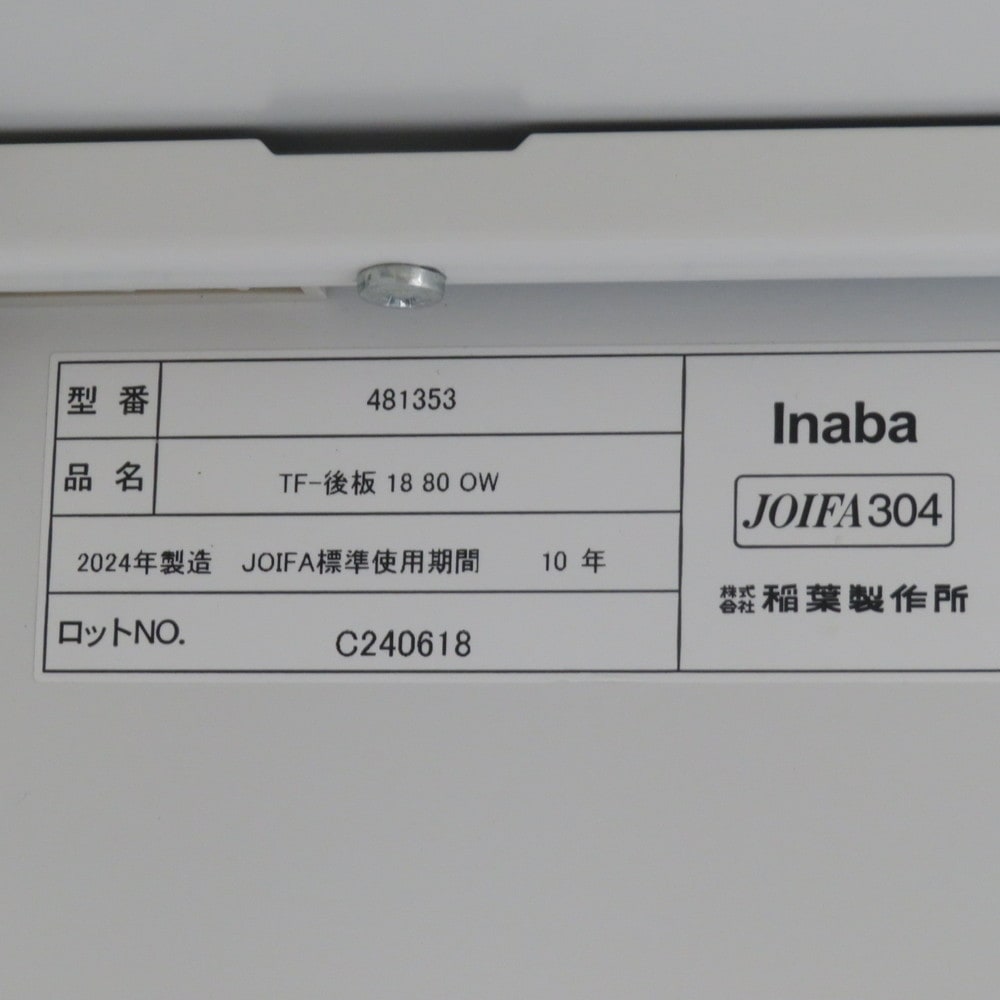 型番 481353
品名 TF-後板 18 80 OW
2024年製造 JOIFA標準使用期間 10 年
ロットNO. C240618
Inaba
JOIFA304
株式会社 稲葉製作所